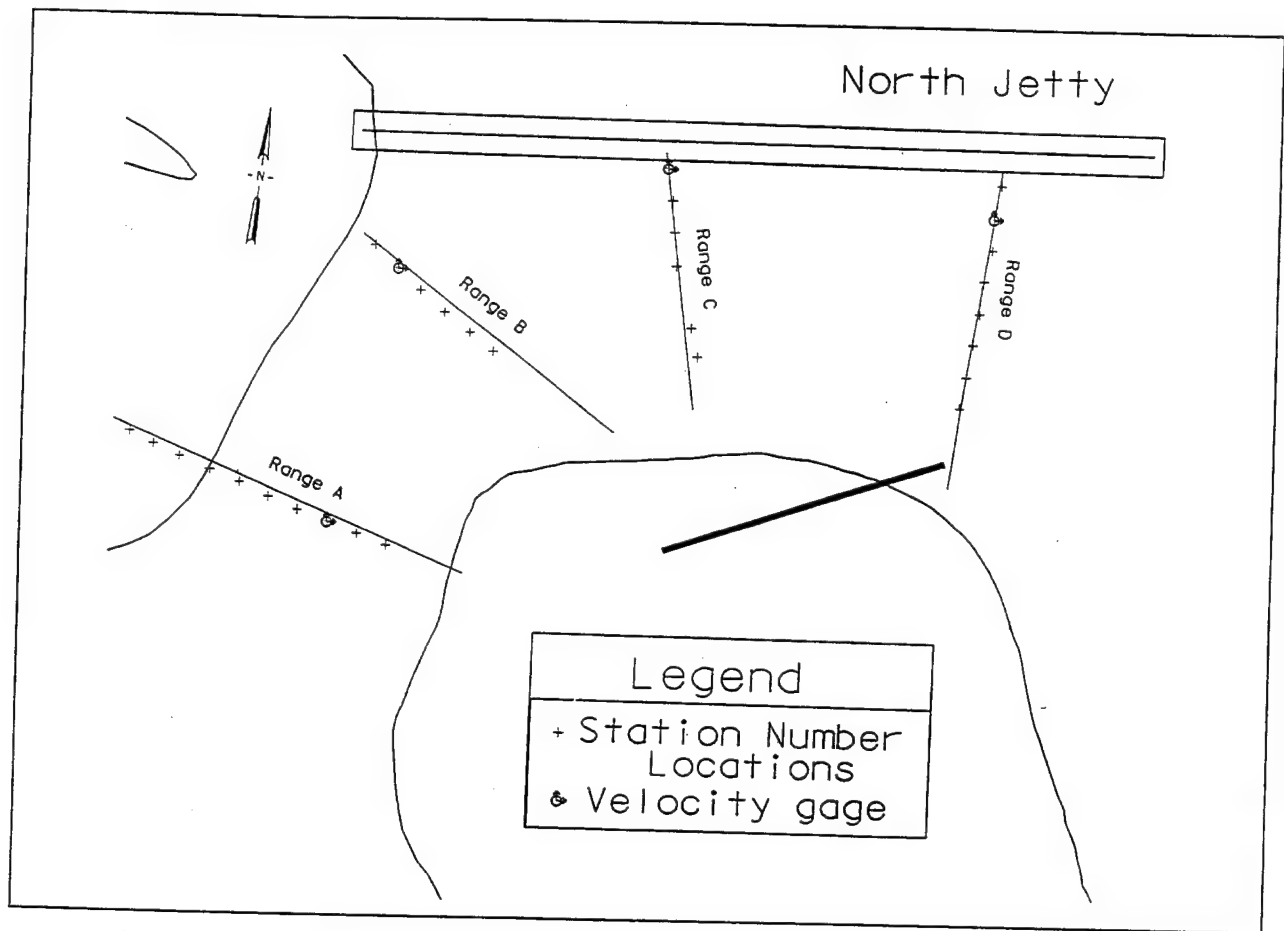 North Jetty
-N-
Range C
Range D
Range B
Range A
Legend
+ Station Number
Locations
Velocity gage